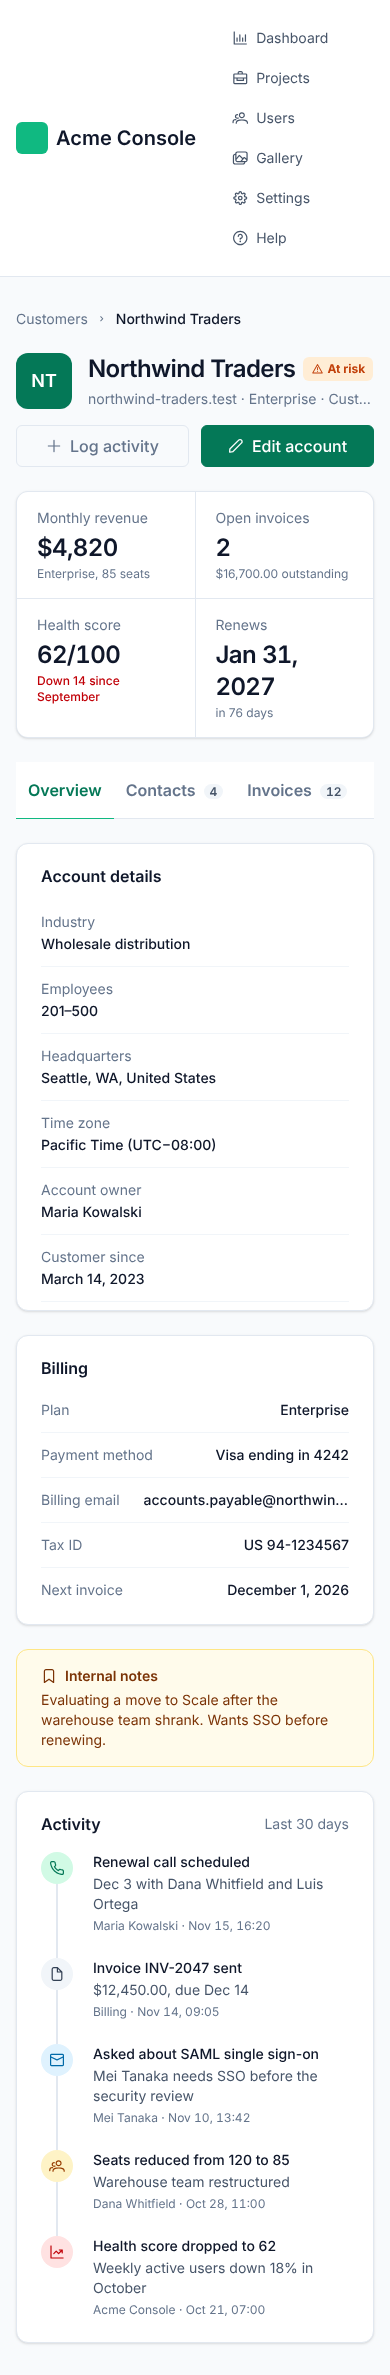 Acme Console
Dashboard
Projects
Users
Gallery
Settings
Help
Customers › Northwind Traders
NT
Northwind Traders
At risk
northwind-traders.test · Enterprise · Cust...
Log activity
Edit account
Monthly revenue
$4,820
Enterprise, 85 seats
Open invoices
2
$16,700.00 outstanding
Health score
62/100
Down 14 since
September
Renews
Jan 31,
2027
in 76 days
Overview
Contacts 4
Invoices 12
Account details
Industry
Wholesale distribution
Employees
201–500
Headquarters
Seattle, WA, United States
Time zone
Pacific Time (UTC−08:00)
Account owner
Maria Kowalski
Customer since
March 14, 2023
Billing
Plan Enterprise
Payment method Visa ending in 4242
Billing email accounts.payable@northwin...
Tax ID US 94-1234567
Next invoice December 1, 2026
Internal notes
Evaluating a move to Scale after the
warehouse team shrank. Wants SSO before
renewing.
Activity Last 30 days
Renewal call scheduled
Dec 3 with Dana Whitfield and Luis
Ortega
Maria Kowalski · Nov 15, 16:20
Invoice INV-2047 sent
$12,450.00, due Dec 14
Billing · Nov 14, 09:05
Asked about SAML single sign-on
Mei Tanaka needs SSO before the
security review
Mei Tanaka · Nov 10, 13:42
Seats reduced from 120 to 85
Warehouse team restructured
Dana Whitfield · Oct 28, 11:00
Health score dropped to 62
Weekly active users down 18% in
October
Acme Console · Oct 21, 07:00